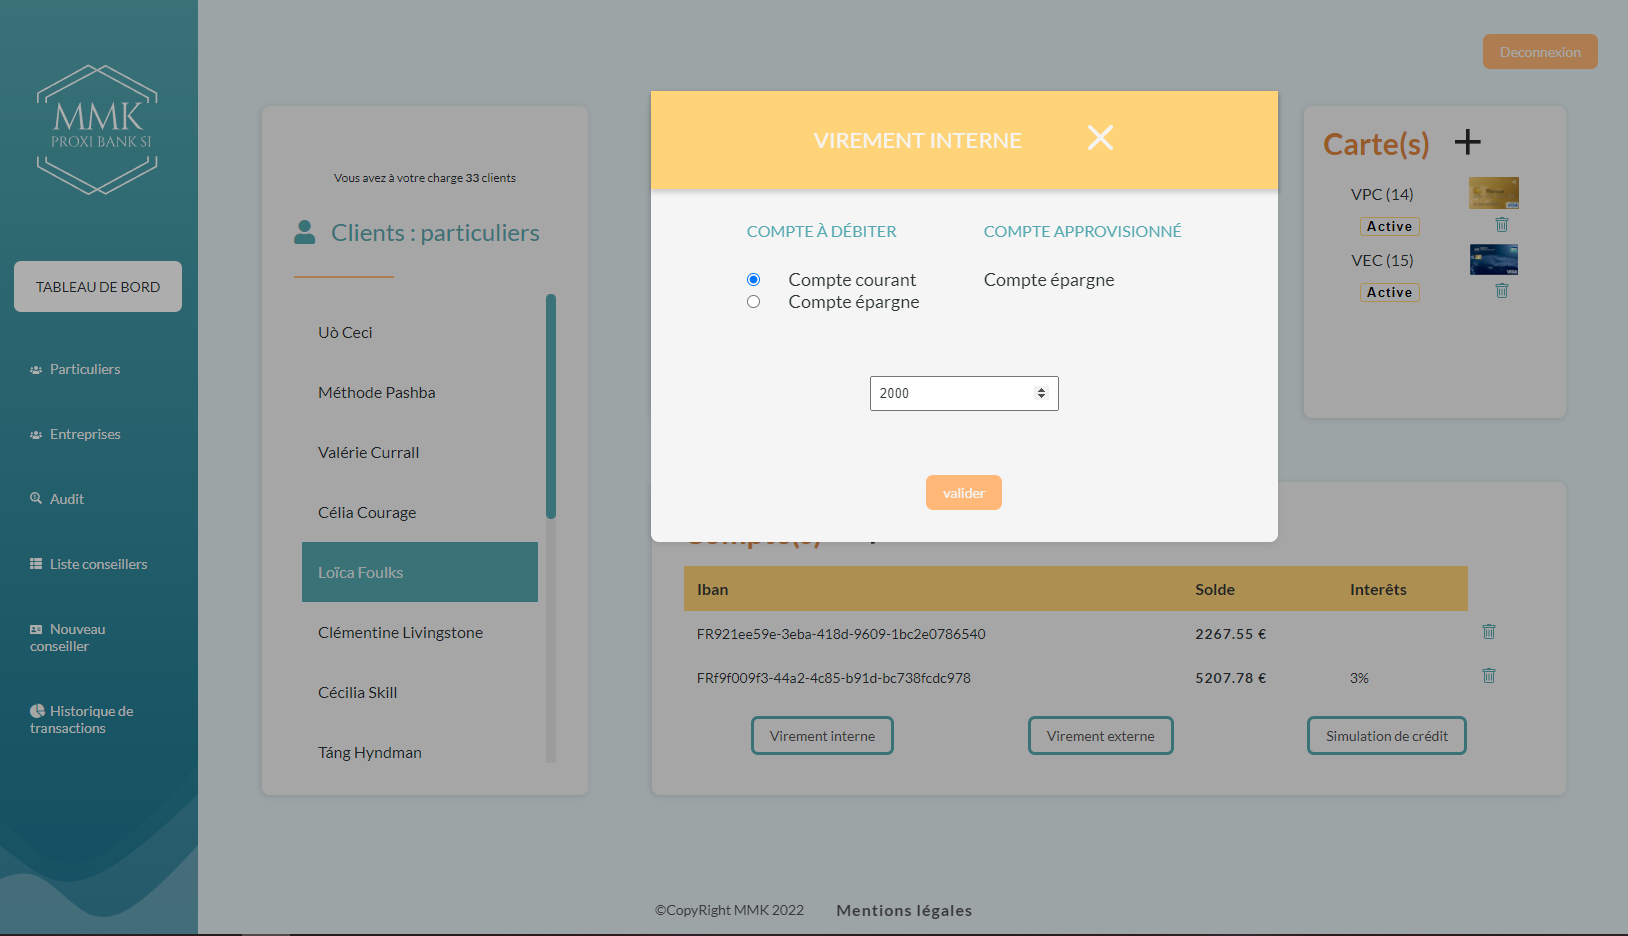 MMK
PROXI BANK SI
TABLEAU DE BORD
Particuliers
Entreprises
Audit
Liste conseillers
Nouveau
conseiller
Historique de
transactions
Deconnexion
Vous avez à votre charge 33 clients
Clients : particuliers
Uò Ceci
Méthode Pashba
Valérie Currall
Célia Courage
Loïca Foulks
Clémentine Livingstone
Cécilia Skill
Táng Hyndman
VIREMENT INTERNE
COMPTE À DÉBITER
COMPTE APPROVISIONNÉ
Compte courant
Compte épargne
Compte épargne
2000
valider
Carte(s)
VPC (14)
Active
VEC (15)
VISA
Active
Compte(s)
Iban Solde Interêts
FR921ee59e-3eba-418d-9609-1bc2e0786540 2267.55 €
FRf9f009f3-44a2-4c85-b91d-bc738fcdc978 5207.78 € 3%
Virement interne
Virement externe
Simulation de crédit
©CopyRight MMK 2022 Mentions légales